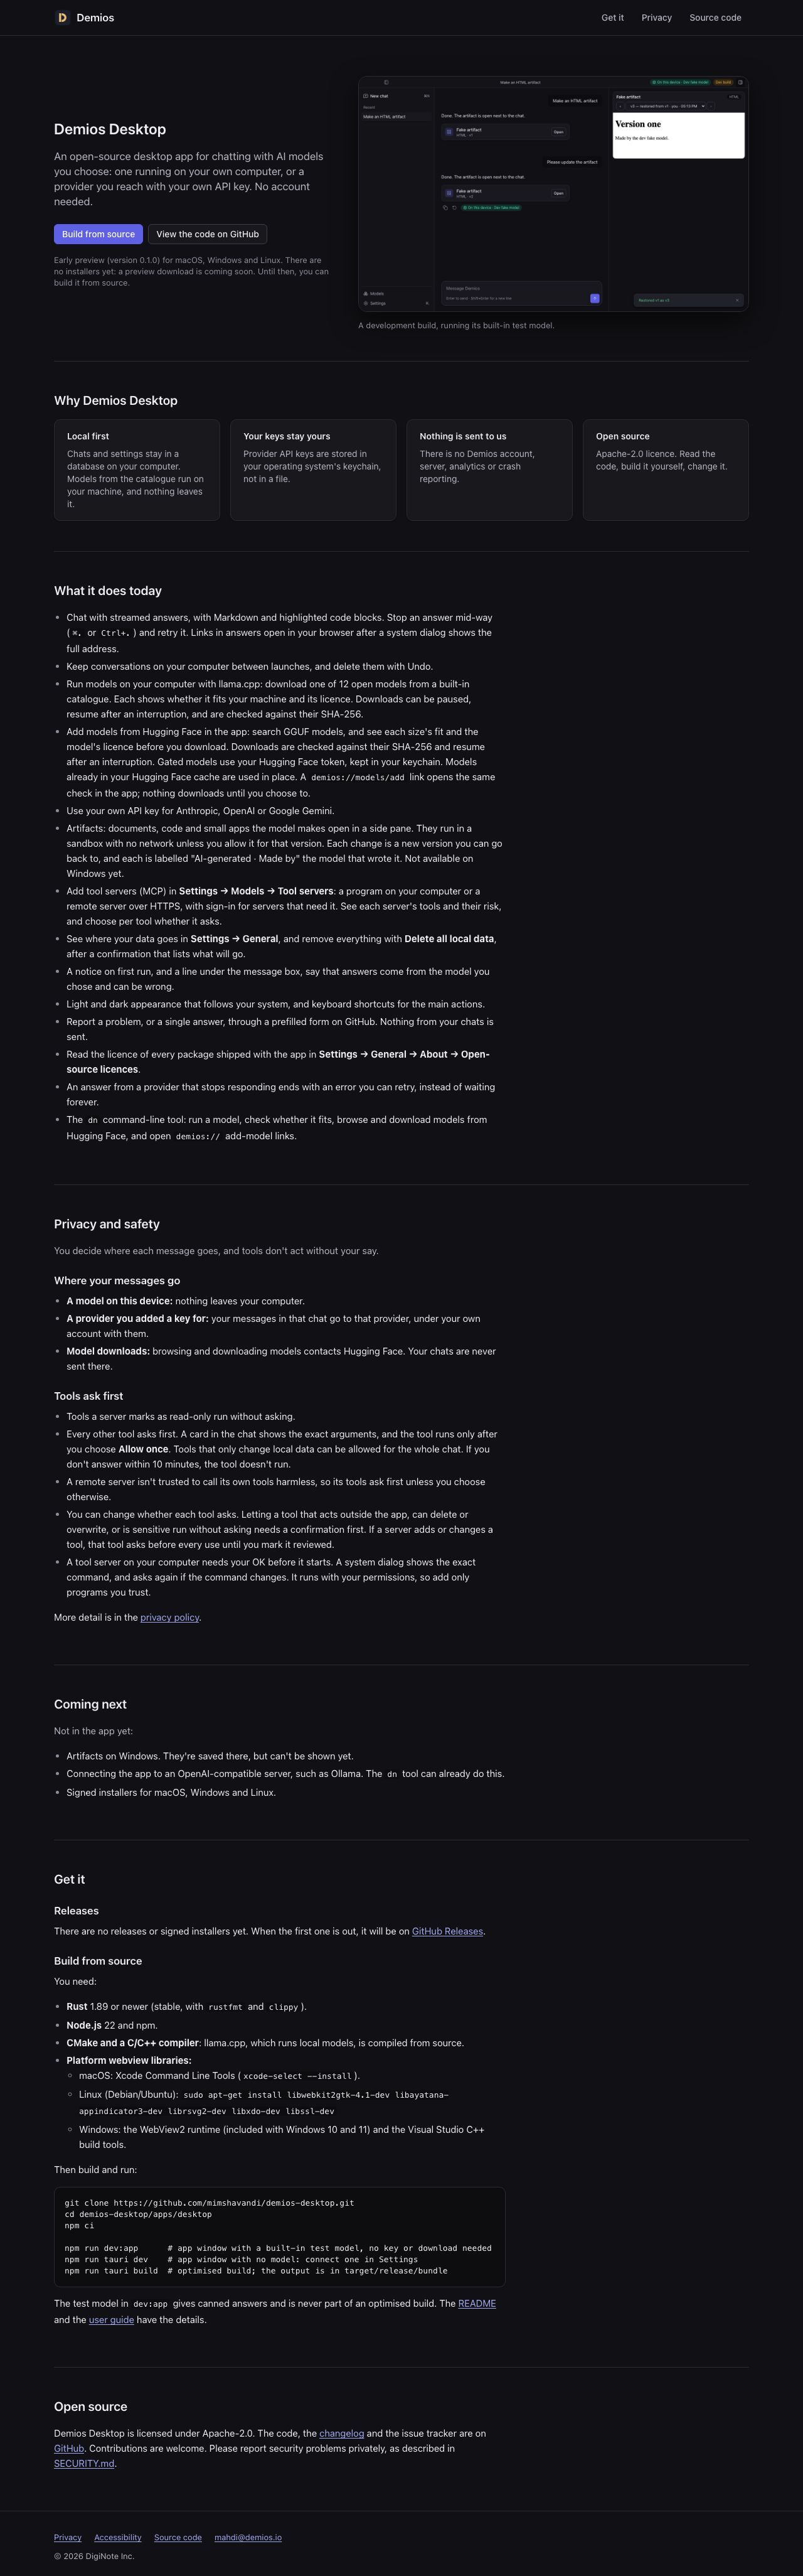 Demios
Get it
Privacy
Source code
Demios Desktop
An open-source desktop app for chatting with AI models
you choose: one running on your own computer, or a
provider you reach with your own API key. No account
needed.
Build from source
View the code on GitHub
Early preview (version 0.1.0) for macOS, Windows and Linux. There are
no installers yet: a preview download is coming soon. Until then, you can
build it from source.
Make an HTML artifact
On this device · Dev fake model
Dev build
New chat
Recent
Make an HTML artifact
Make an HTML artifact
Done. The artifact is open next to the chat.
Fake artifact
Open
Please update the artifact
Done. The artifact is open next to the chat.
Fake artifact
Open
On this device · Dev fake model
Fake artifact
HTML
Version one
Made by the dev fake model.
Models
Settings
Message Demios
A development build, running its built-in test model.
Why Demios Desktop
Local first
Chats and settings stay in a
database on your computer.
Models from the catalogue run on
your machine, and nothing leaves
it.
Your keys stay yours
Provider API keys are stored in
your operating system's keychain,
not in a file.
Nothing is sent to us
There is no Demios account,
server, analytics or crash
reporting.
Open source
Apache-2.0 licence. Read the
code, build it yourself, change it.
What it does today
• Chat with streamed answers, with Markdown and highlighted code blocks. Stop an answer mid-way
(⌘. or Ctrl+.) and retry it. Links in answers open in your browser after a system dialog shows the
full address.
• Keep conversations on your computer between launches, and delete them with Undo.
• Run models on your computer with llama.cpp: download one of 12 open models from a built-in
catalogue. Each shows whether it fits your machine and its licence. Downloads can be paused,
resume after an interruption, and are checked against their SHA-256.
• Add models from Hugging Face in the app: search GGUF models, and see each size's fit and the
model's licence before you download. Downloads are checked against their SHA-256 and resume
after an interruption. Gated models use your Hugging Face token, kept in your keychain. Models
already in your Hugging Face cache are used in place. A demios://models/add link opens the same
check in the app; nothing downloads until you choose to.
• Use your own API key for Anthropic, OpenAI or Google Gemini.
• Artifacts: documents, code and small apps the model makes open in a side pane. They run in a
sandbox with no network unless you allow it for that version. Each change is a new version you can go
back to, and each is labelled "AI-generated · Made by" the model that wrote it. Not available on
Windows yet.
• Add tool servers (MCP) in Settings → Models → Tool servers: a program on your computer or a
remote server over HTTPS, with sign-in for servers that need it. See each server's tools and their risk,
and choose per tool whether it asks.
• See where your data goes in Settings → General, and remove everything with Delete all local data,
after a confirmation that lists what will go.
• A notice on first run, and a line under the message box, say that answers come from the model you
chose and can be wrong.
• Light and dark appearance that follows your system, and keyboard shortcuts for the main actions.
• Report a problem, or a single answer, through a prefilled form on GitHub. Nothing from your chats is
sent.
• Read the licence of every package shipped with the app in Settings → General → About → Open-
source licences.
• An answer from a provider that stops responding ends with an error you can retry, instead of waiting
forever.
• The dn command-line tool: run a model, check whether it fits, browse and download models from
Hugging Face, and open demios:// add-model links.
Privacy and safety
You decide where each message goes, and tools don't act without your say.
Where your messages go
• A model on this device: nothing leaves your computer.
• A provider you added a key for: your messages in that chat go to that provider, under your own
account with them.
• Model downloads: browsing and downloading models contacts Hugging Face. Your chats are never
sent there.
Tools ask first
• Tools a server marks as read-only run without asking.
• Every other tool asks first. A card in the chat shows the exact arguments, and the tool runs only after
you choose Allow once. Tools that only change local data can be allowed for the whole chat. If you
don't answer within 10 minutes, the tool doesn't run.
• A remote server isn't trusted to call its own tools harmless, so its tools ask first unless you choose
otherwise.
• You can change whether each tool asks. Letting a tool that acts outside the app, can delete or
overwrite, or is sensitive run without asking needs a confirmation first. If a server adds or changes a
tool, that tool asks before every use until you mark it reviewed.
• A tool server on your computer needs your OK before it starts. A system dialog shows the exact
command, and asks again if the command changes. It runs with your permissions, so add only
programs you trust.
More detail is in the privacy policy.
Coming next
Not in the app yet:
• Artifacts on Windows. They're saved there, but can't be shown yet.
• Connecting the app to an OpenAI-compatible server, such as Ollama. The dn tool can already do this.
• Signed installers for macOS, Windows and Linux.
Get it
Releases
There are no releases or signed installers yet. When the first one is out, it will be on GitHub Releases.
Build from source
You need:
• Rust 1.89 or newer (stable, with rustfmt and clippy).
• Node.js 22 and npm.
• CMake and a C/C++ compiler: llama.cpp, which runs local models, is compiled from source.
• Platform webview libraries:
◦ macOS: Xcode Command Line Tools (xcode-select --install).
◦ Linux (Debian/Ubuntu): sudo apt-get install libwebkit2gtk-4.1-dev libayatana-
appindicator3-dev librsvg2-dev libxdo-dev libssl-dev
◦ Windows: the WebView2 runtime (included with Windows 10 and 11) and the Visual Studio C++
build tools.
Then build and run:
git clone https://github.com/mimshavandi/demios-desktop.git
cd demios-desktop/apps/desktop
npm ci
npm run dev:app # app window with a built-in test model, no key or download needed
npm run tauri dev # app window with no model: connect one in Settings
npm run tauri build # optimised build; the output is in target/release/bundle
The test model in dev:app gives canned answers and is never part of an optimised build. The README
and the user guide have the details.
Open source
Demios Desktop is licensed under Apache-2.0. The code, the changelog and the issue tracker are on
GitHub. Contributions are welcome. Please report security problems privately, as described in
SECURITY.md.
Privacy
Accessibility
Source code
mahdi@demios.io
© 2026 DigiNote Inc.